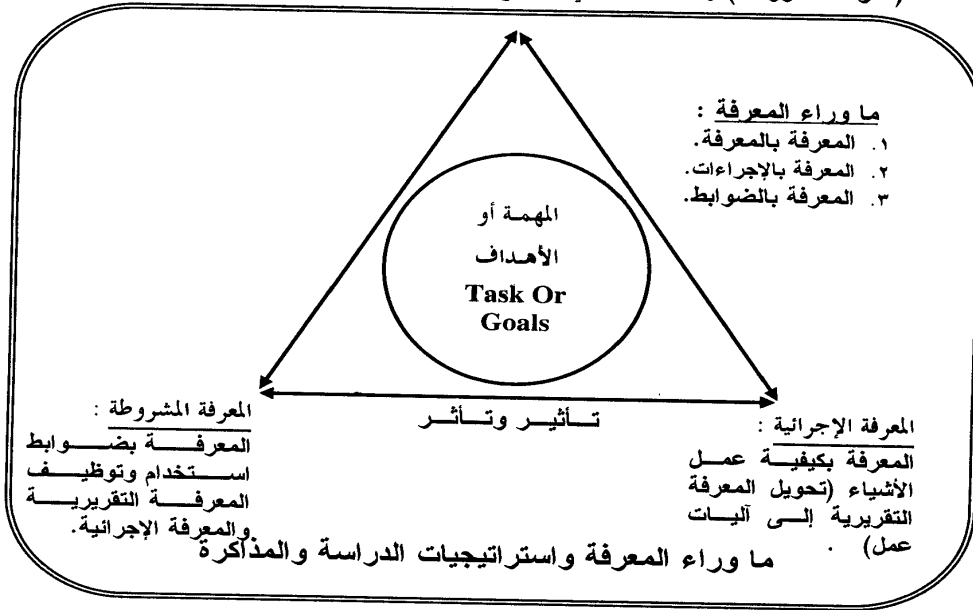 ما وراء المعرفة :
١. المعرفة بالمعرفة.
٢. المعرفة بالإجراءات.
٣. المعرفة بالضوابط.
المهمة أو
الأهداف
Task Or
Goals
تأثير وتأثر
المعرفة الإجرائية :
المعرفة بكيفية عمل
الأشياء (تحويل المعرفة
التقريرية إلى آليات
عمل) .
المعرفة المشروطة :
المعرفة بضوابط
استخدام وتوظيف
المعرفة التقريرية
والمعرفة الإجرائية.
ما وراء المعرفة واستراتيجيات الدراسة والمذاكرة